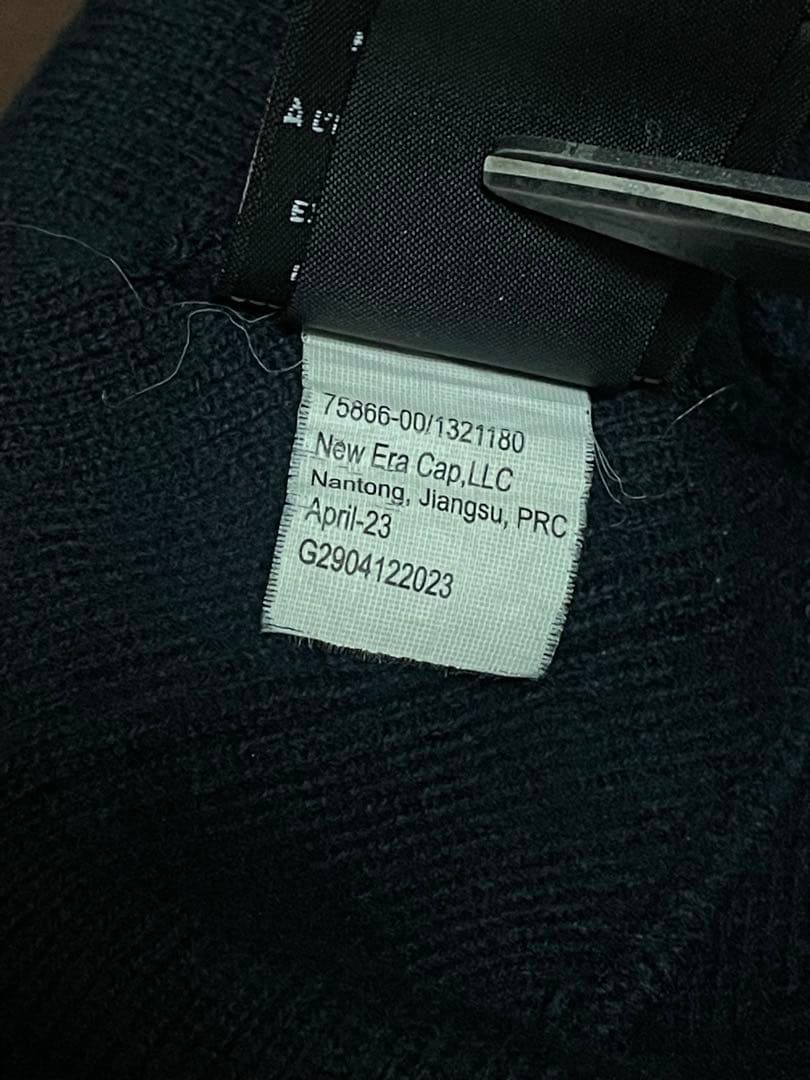 75866-00/1321180
New Era Cap,LLC
Nantong, Jiangsu, PRC
April-23
G2904122023